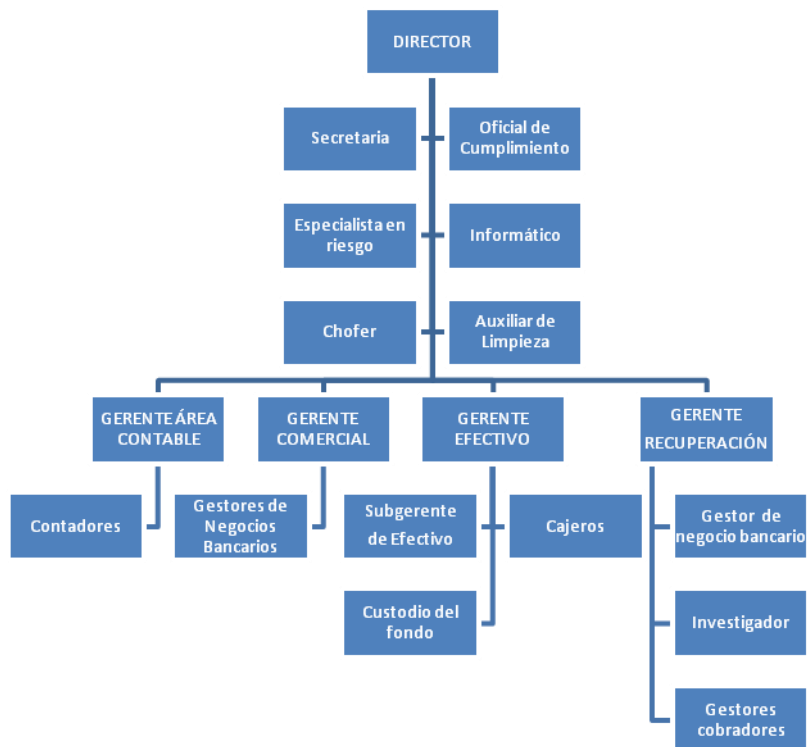 DIRECTOR
Secretaria
Oficial de
Cumplimiento
Especialista en
riesgo
Informático
Chofer
Auxiliar de
Limpieza
GERENTE ÁREA
CONTABLE
GERENTE
COMERCIAL
GERENTE
EFECTIVO
GERENTE
RECUPERACIÓN
Contadores
Gestores de
Negocios
Bancarios
Subgerente
de Efectivo
Cajeros
Gestor de
negocio bancario
Custodio del
fondo
Investigador
Gestores
cobradores